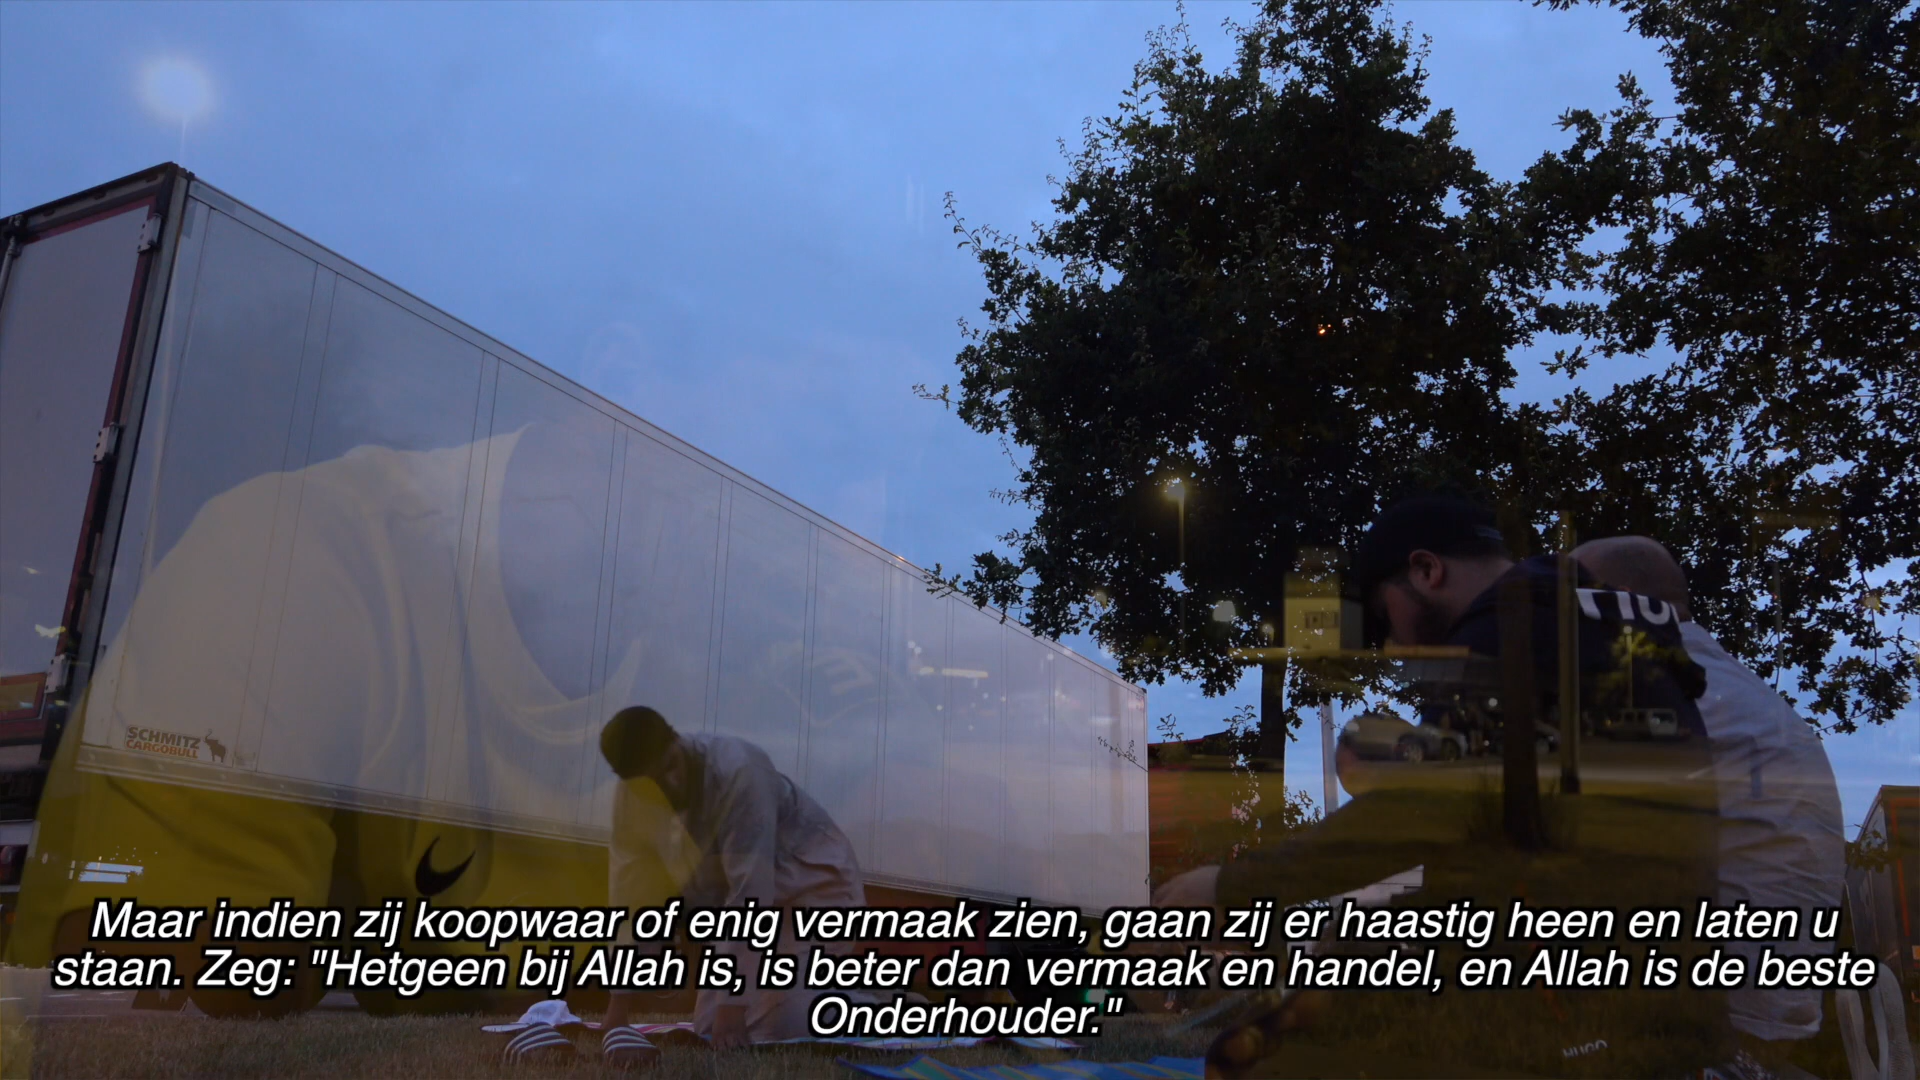 SCHMITZ
CARGOBULL
HUGO
Maar indien zij koopwaar of enig vermaak zien, gaan zij er haastig heen en laten u
staan. Zeg: "Hetgeen bij Allah is, is beter dan vermaak en handel, en Allah is de beste
Onderhouder."